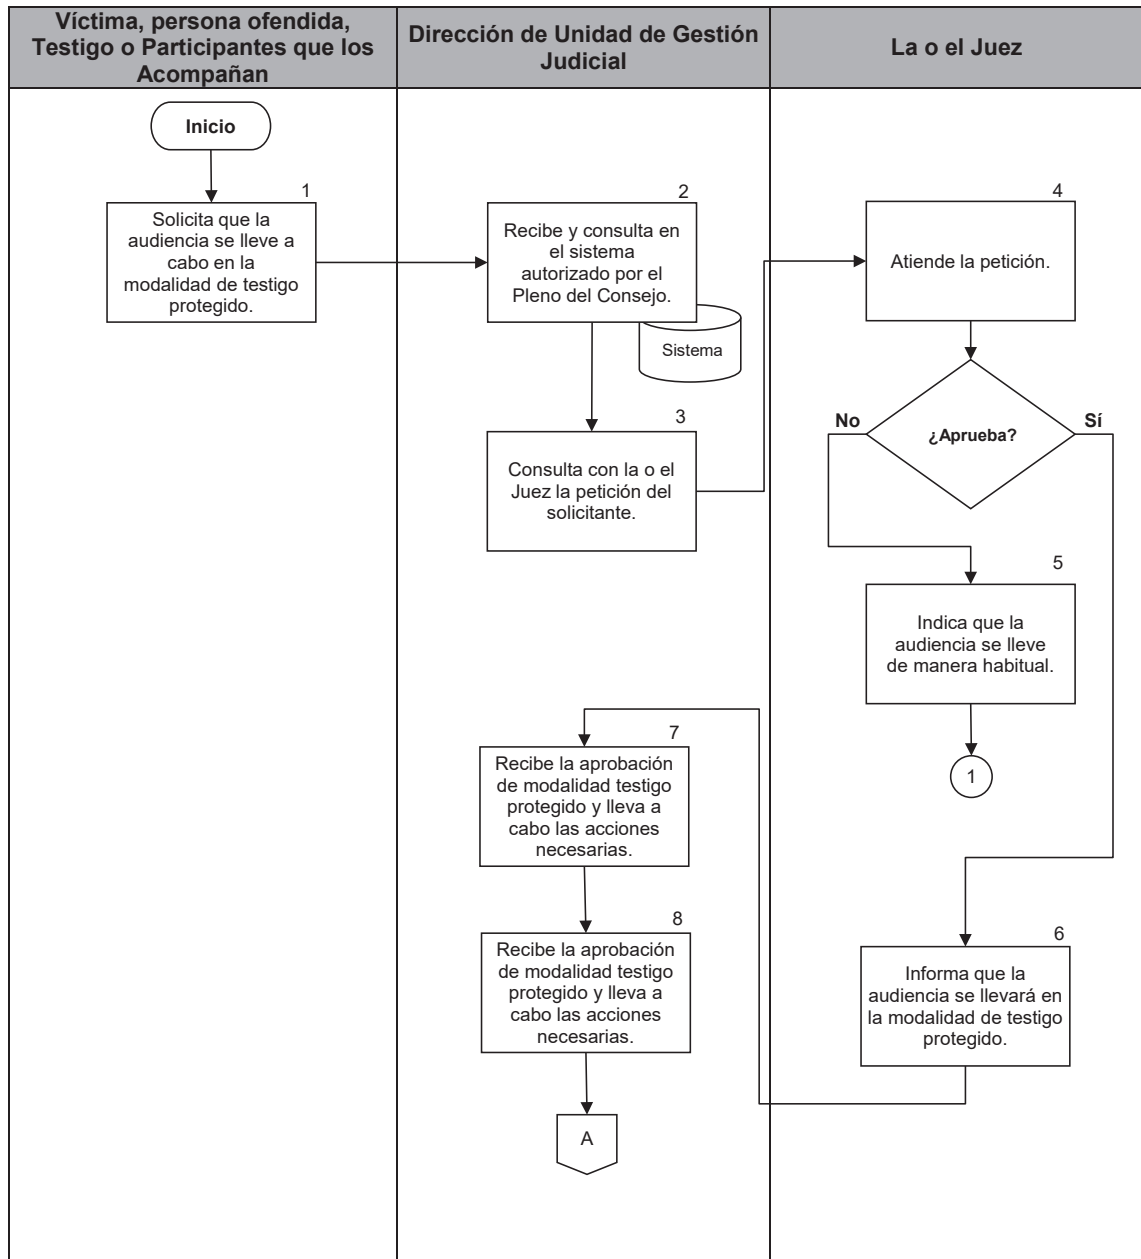 Víctima, persona ofendida,
Testigo o Participantes que los
Acompañan
Dirección de Unidad de Gestión
Judicial
La o el Juez
Inicio
1
Solicita que la
audiencia se lleve a
cabo en la
modalidad de testigo
protegido.
2
Recibe y consulta en
el sistema
autorizado por el
Pleno del Consejo.
Sistema
3
Consulta con la o el
Juez la petición del
solicitante.
4
Atiende la petición.
¿Aprueba?
No
Sí
5
Indica que la
audiencia se lleve
de manera habitual.
1
6
Informa que la
audiencia se llevará en
la modalidad de testigo
protegido.
7
Recibe la aprobación
de modalidad testigo
protegido y lleva a
cabo las acciones
necesarias.
8
Recibe la aprobación
de modalidad testigo
protegido y lleva a
cabo las acciones
necesarias.
A